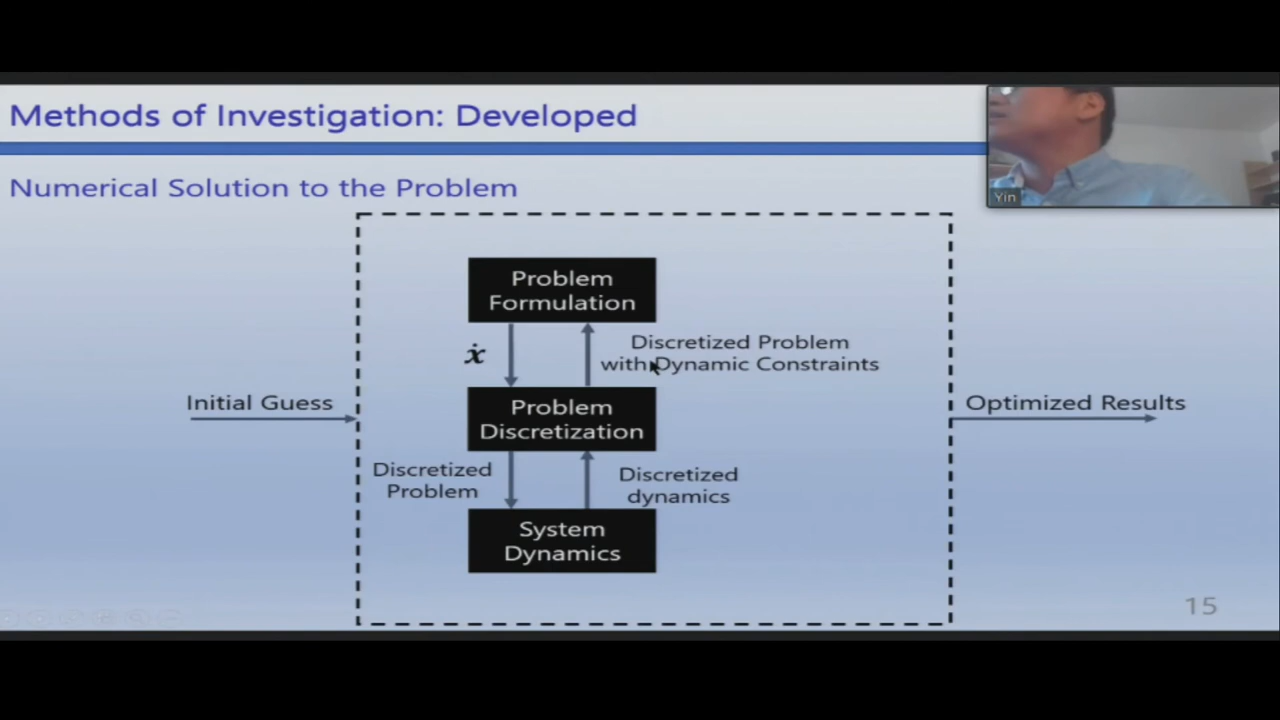 Methods of Investigation: Developed
Yin
Numerical Solution to the Problem
Problem
Formulation
ẋ
Discretized Problem
with Dynamic Constraints
Initial Guess
Problem
Discretization
Optimized Results
Discretized
Problem
Discretized
dynamics
System
Dynamics
15